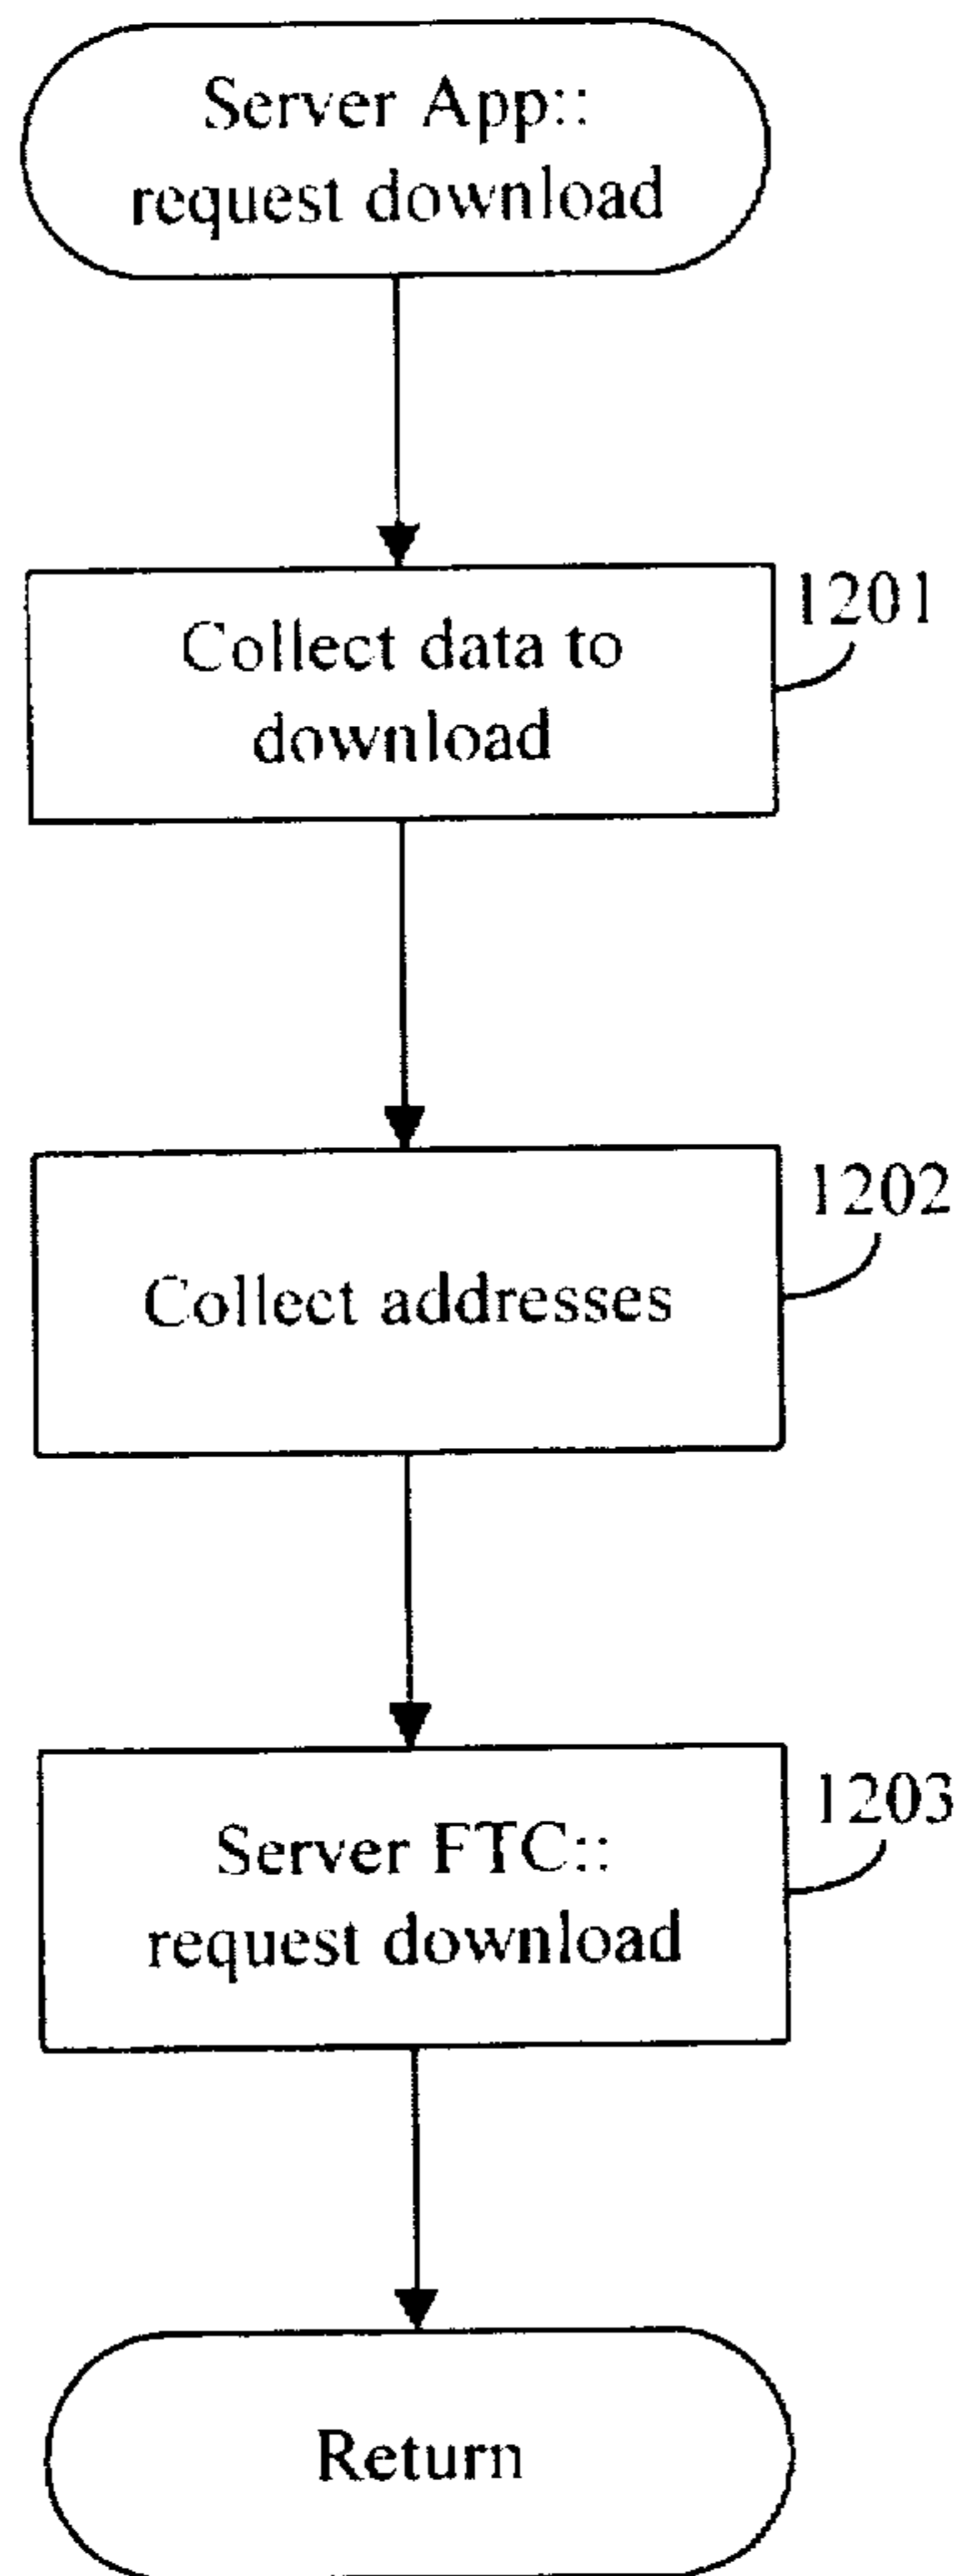 Server App::
request download
1201
Collect data to
download
1202
Collect addresses
1203
Server FTC::
request download
Return